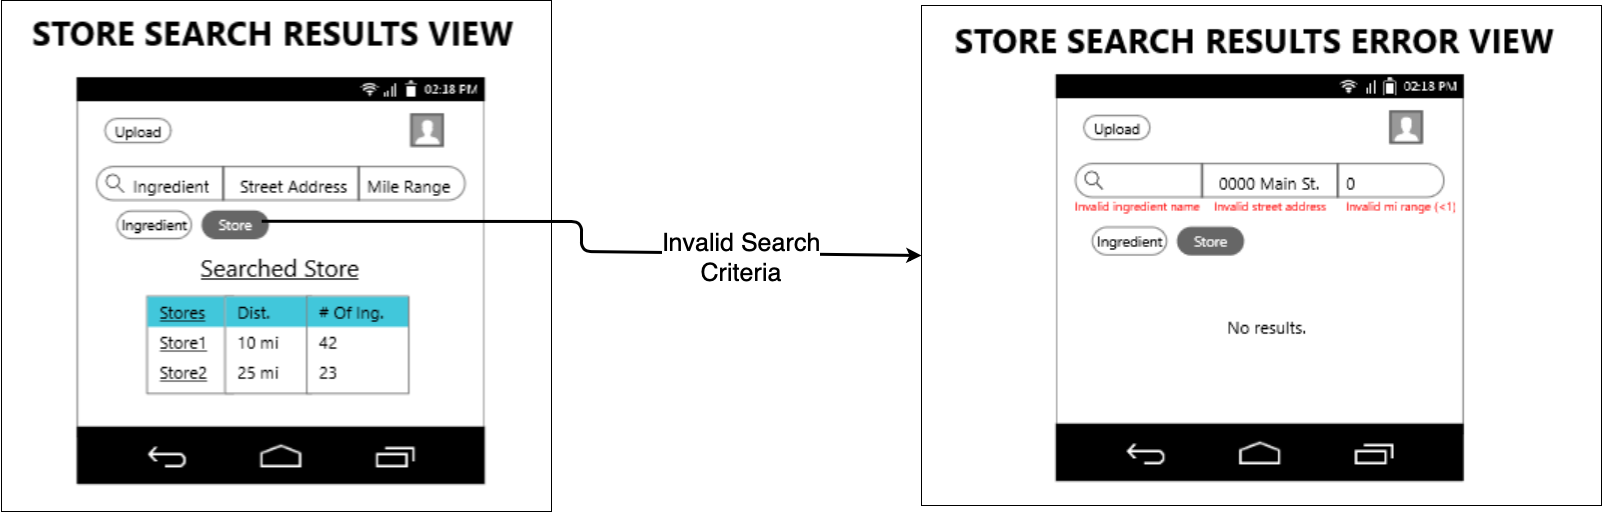 STORE SEARCH RESULTS VIEW
02:18 PM
Upload
Ingredient Street Address Mile Range
Ingredient Store
Searched Store
Stores Dist. # Of Ing.
Store1 10 mi 42
Store2 25 mi 23
Invalid Search
Criteria
STORE SEARCH RESULTS ERROR VIEW
02:18 PM
Upload
0000 Main St. 0
Invalid ingredient name Invalid street address Invalid mi range (<1)
Ingredient Store
No results.